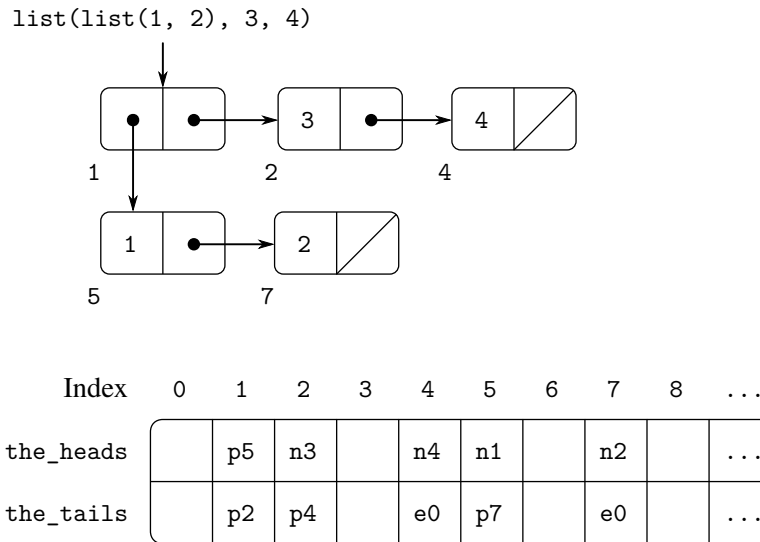 list(list(1, 2), 3, 4)
3 4
1 2 4
1 2
5 7
Index 0 1 2 3 4 5 6 7 8 ...
the_heads p5 n3 n4 n1 n2 ...
the_tails p2 p4 e0 p7 e0 ...